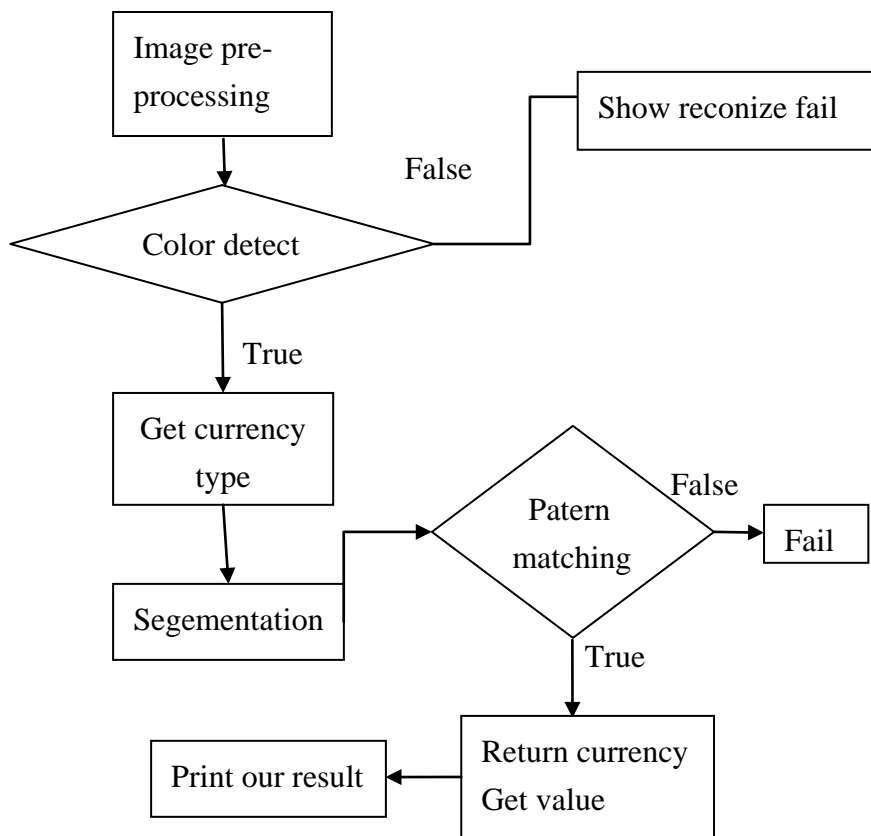 Image pre-
processing
Show reconize fail
False
Color detect
True
Get currency
type
False
Patern
matching
Fail
Segementation
True
Return currency
Get value
Print our result